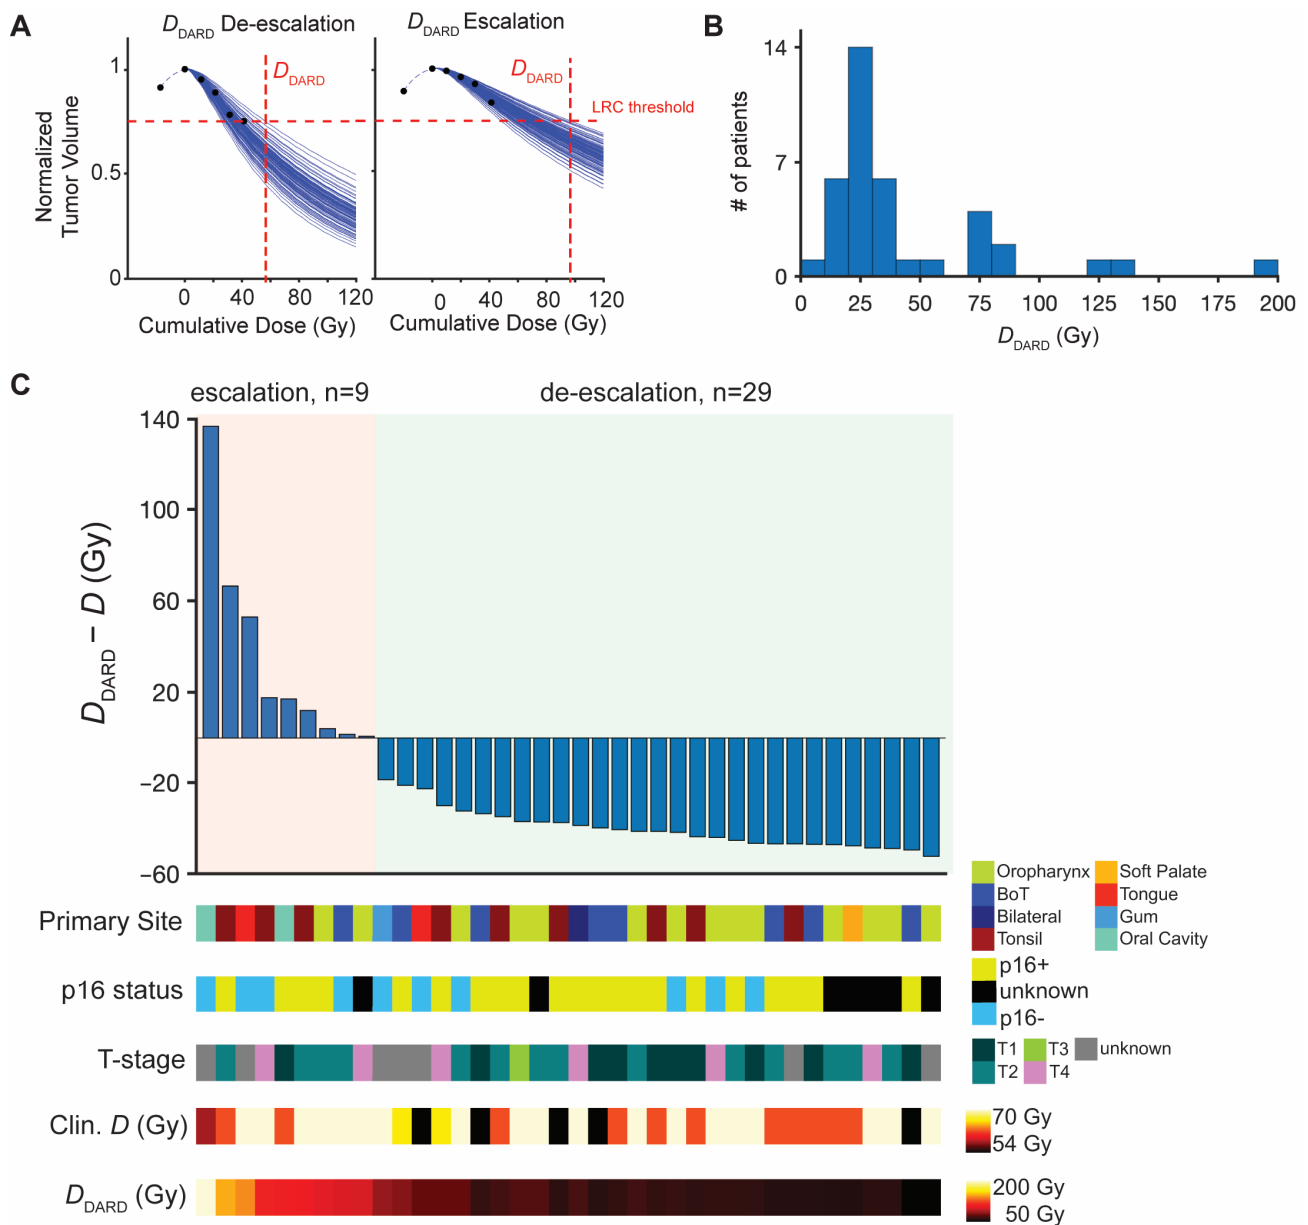 A
D_DARD De-escalation
D_DARD Escalation
Normalized
Tumor Volume
1
0.5
0
D_DARD
D_DARD
LRC threshold
0 40 80 120
0 40 80 120
Cumulative Dose (Gy)
Cumulative Dose (Gy)
B
# of patients
14
7
0
0 25 50 75 100 125 150 175 200
D_DARD (Gy)
C
escalation, n=9
de-escalation, n=29
D_DARD − D (Gy)
140
100
60
20
−20
−60
Primary Site
Oropharynx
Soft Palate
BoT
Tongue
Bilateral
Gum
Tonsil
Oral Cavity
p16 status
p16+
unknown
p16-
T-stage
T1 T3 unknown
T2 T4
Clin. D (Gy)
70 Gy
54 Gy
D_DARD (Gy)
200 Gy
50 Gy